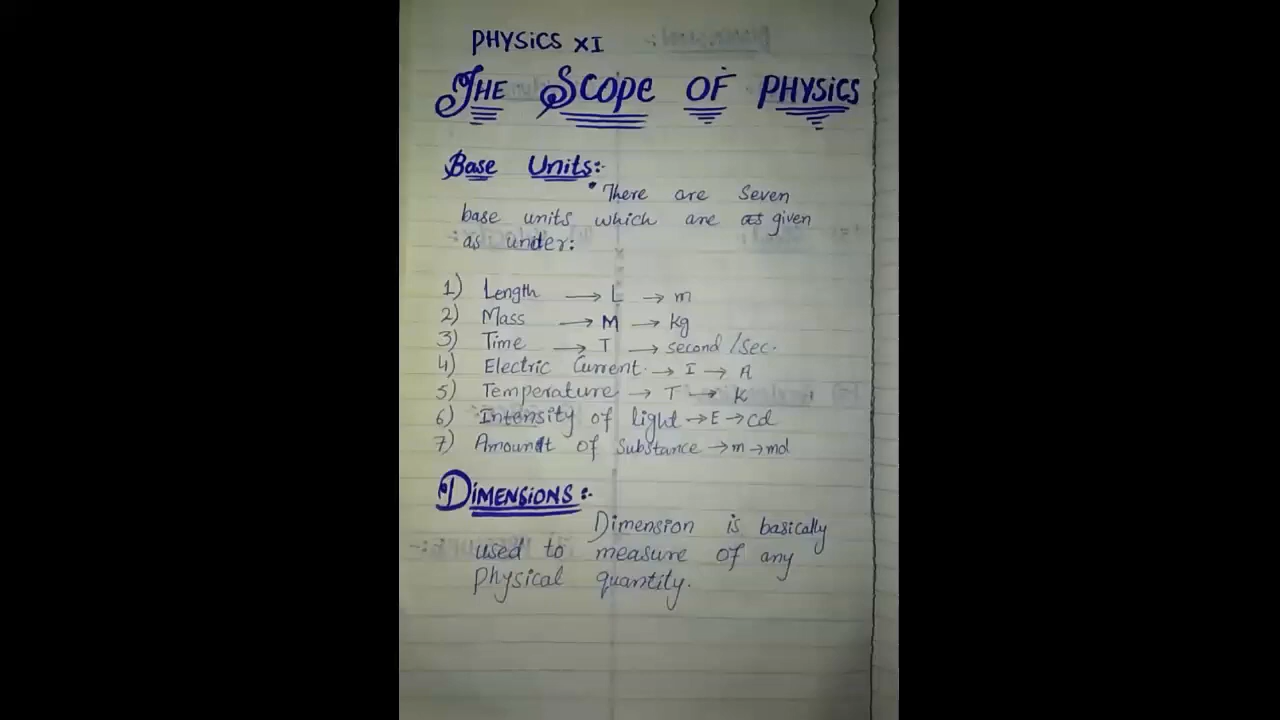 PHYSICS XI
THE SCOPE OF PHYSICS
Base Units:-
• There are seven
base units which are as given
as under:
1) Length → L → m
2) Mass → M → kg
3) Time → T → second /sec.
4) Electric Current → I → A
5) Temperature → T → K
6) Intensity of light → E → cd
7) Amount of Substance → m → mol
DIMENSIONS:-
Dimension is basically
used to measure of any
physical quantity.